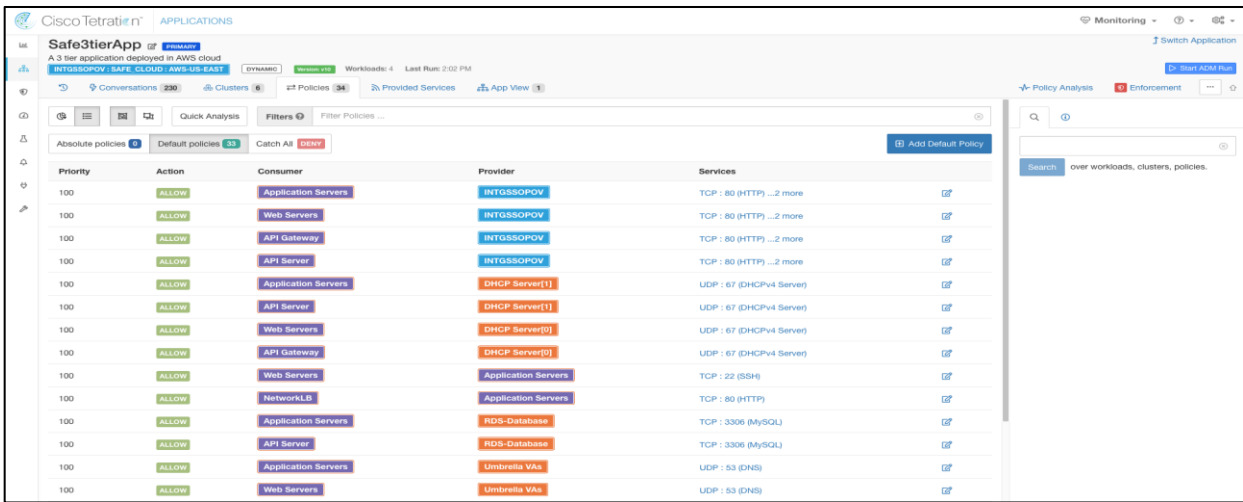 Cisco Tetration APPLICATIONS Monitoring
Safe3tierApp PRIMARY Switch Application
A 3 tier application deployed in AWS cloud
INTGSSOPOV : SAFE_CLOUD : AWS-US-EAST DYNAMIC Version: v10 Workloads: 4 Last Run: 2:02 PM Start ADM Run
Conversations 230 Clusters 6 Policies 34 Provided Services App View 1 Policy Analysis Enforcement
Quick Analysis Filters Filter Policies ...
Absolute policies 0 Default policies 33 Catch All DENY Add Default Policy
Search over workloads, clusters, policies.
Priority Action Consumer Provider Services
100 ALLOW Application Servers INTGSSOPOV TCP : 80 (HTTP) ...2 more
100 ALLOW Web Servers INTGSSOPOV TCP : 80 (HTTP) ...2 more
100 ALLOW API Gateway INTGSSOPOV TCP : 80 (HTTP) ...2 more
100 ALLOW API Server INTGSSOPOV TCP : 80 (HTTP) ...2 more
100 ALLOW Application Servers DHCP Server[1] UDP : 67 (DHCPv4 Server)
100 ALLOW API Server DHCP Server[1] UDP : 67 (DHCPv4 Server)
100 ALLOW Web Servers DHCP Server[0] UDP : 67 (DHCPv4 Server)
100 ALLOW API Gateway DHCP Server[0] UDP : 67 (DHCPv4 Server)
100 ALLOW Web Servers Application Servers TCP : 22 (SSH)
100 ALLOW NetworkLB Application Servers TCP : 80 (HTTP)
100 ALLOW Application Servers RDS-Database TCP : 3306 (MySQL)
100 ALLOW API Server RDS-Database TCP : 3306 (MySQL)
100 ALLOW Application Servers Umbrella VAs UDP : 53 (DNS)
100 ALLOW Web Servers Umbrella VAs UDP : 53 (DNS)